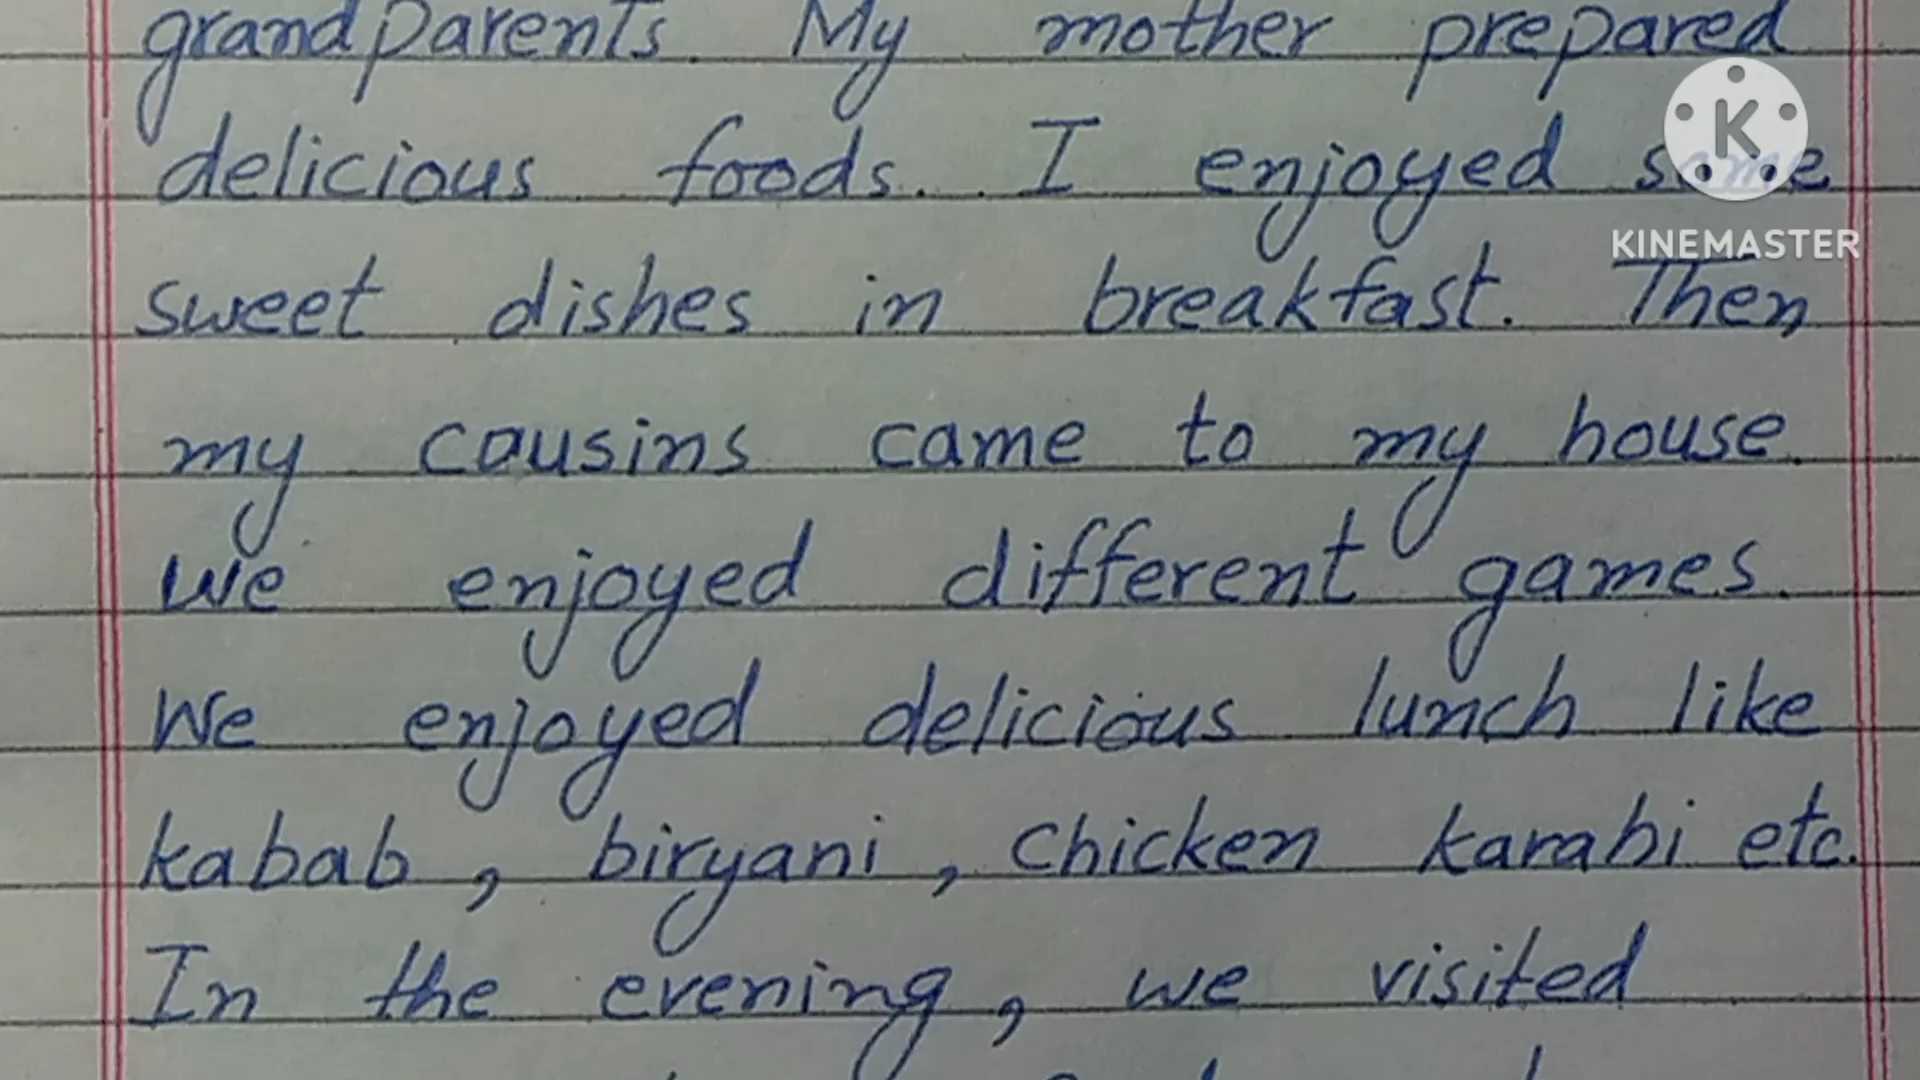 grandparents. My mother prepared
delicious foods. I enjoyed some
KINEMASTER
sweet dishes in breakfast. Then
my cousins came to my house.
We enjoyed different games.
We enjoyed delicious lunch like
kabab, biryani, chicken karahi etc.
In the evening, we visited